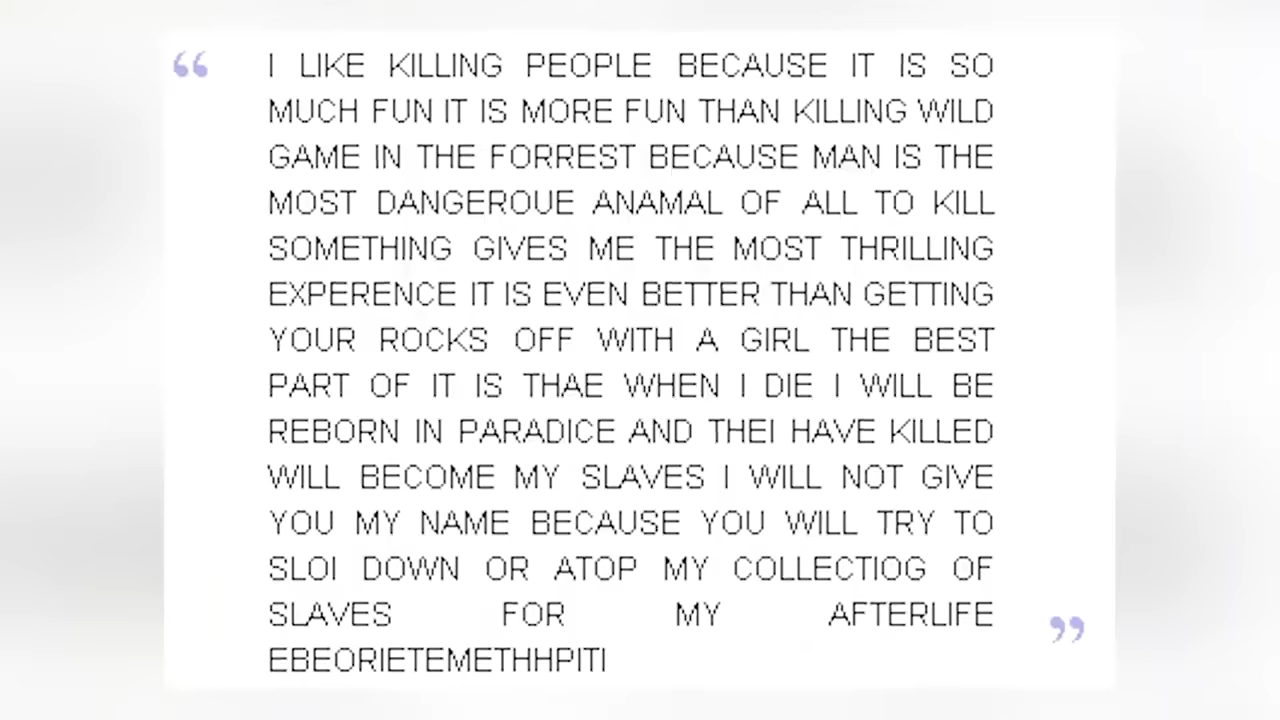 “ I LIKE KILLING PEOPLE BECAUSE IT IS SO
MUCH FUN IT IS MORE FUN THAN KILLING WILD
GAME IN THE FORREST BECAUSE MAN IS THE
MOST DANGEROUE ANAMAL OF ALL TO KILL
SOMETHING GIVES ME THE MOST THRILLING
EXPERENCE IT IS EVEN BETTER THAN GETTING
YOUR ROCKS OFF WITH A GIRL THE BEST
PART OF IT IS THAE WHEN I DIE I WILL BE
REBORN IN PARADICE AND THEI HAVE KILLED
WILL BECOME MY SLAVES I WILL NOT GIVE
YOU MY NAME BECAUSE YOU WILL TRY TO
SLOI DOWN OR ATOP MY COLLECTIOG OF
SLAVES FOR MY AFTERLIFE ”
EBEORIETEMETHHPITI